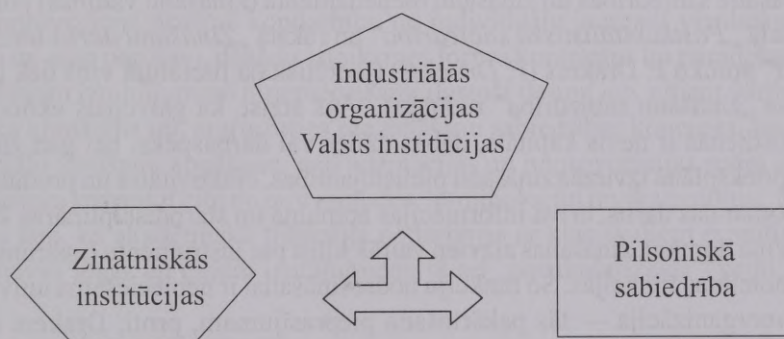 Industriālās
organizācijas
Valsts institūcijas
Zinātniskās
institūcijas
Pilsoniskā
sabiedrība